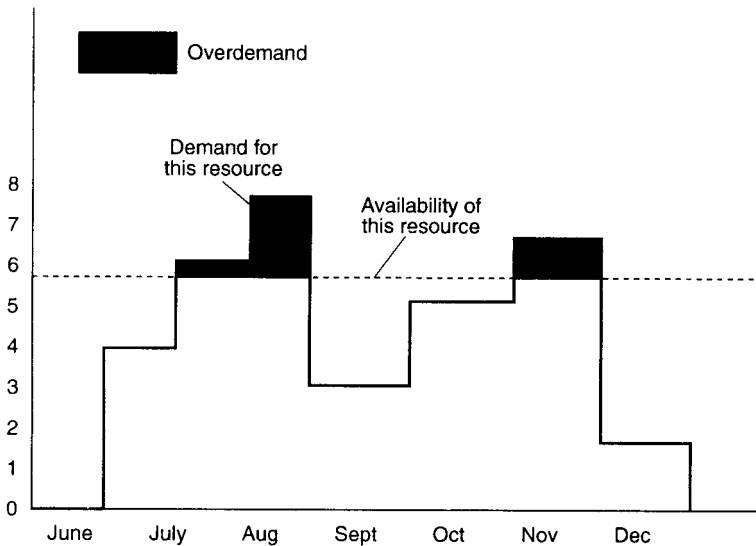 Overdemand
Demand for
this resource
Availability of
this resource
8
7
6
5
4
3
2
1
0
June July Aug Sept Oct Nov Dec